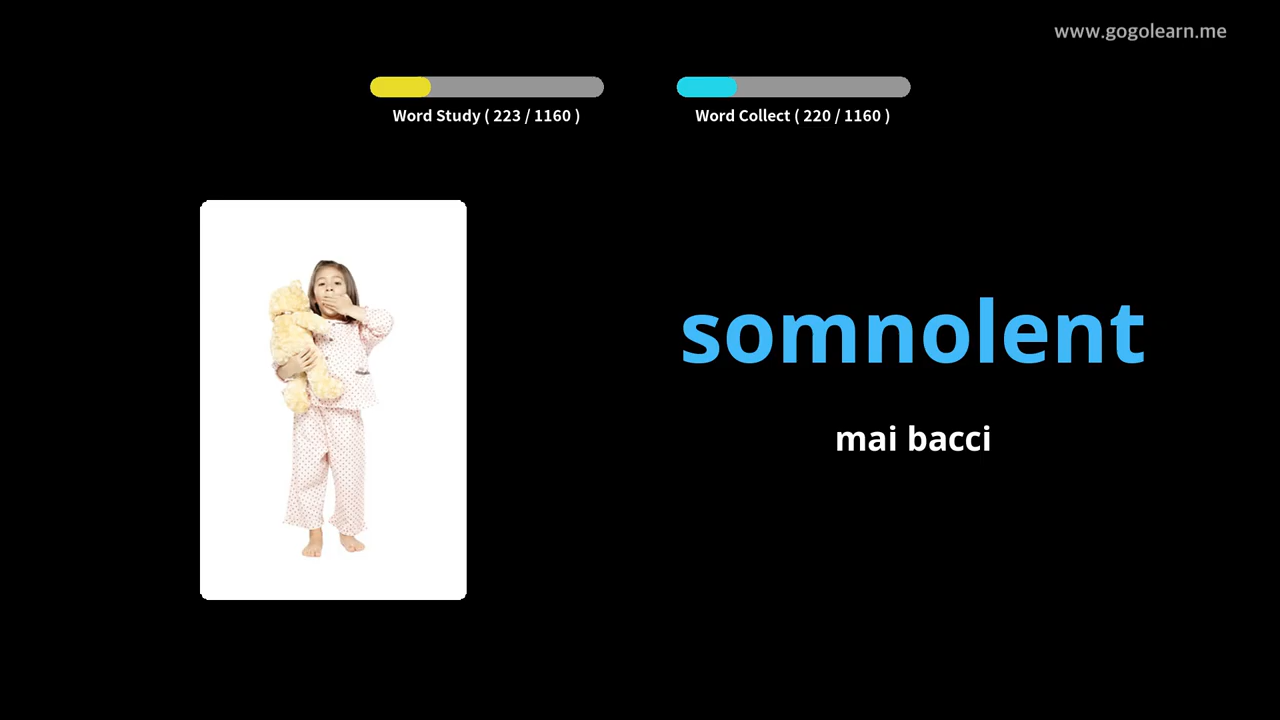 www.gogolearn.me
Word Study ( 223 / 1160 )
Word Collect ( 220 / 1160 )
somnolent
mai bacci